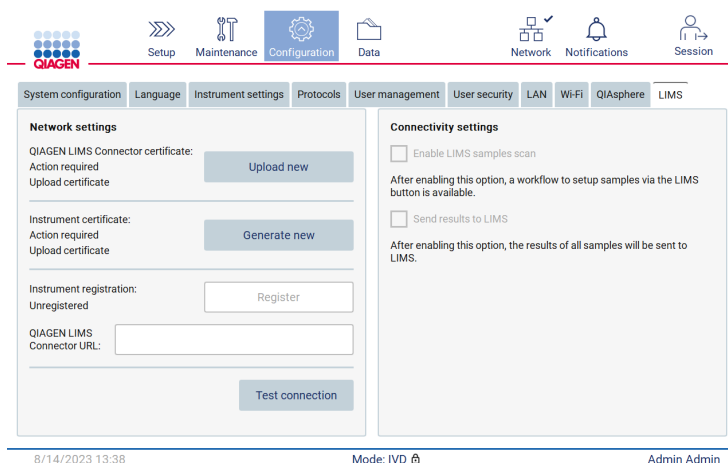 QIAGEN
Setup
Maintenance
Configuration
Data
Network
Notifications
Session
System configuration
Language
Instrument settings
Protocols
User management
User security
LAN
Wi-Fi
QIAsphere
LIMS
Network settings
QIAGEN LIMS Connector certificate:
Action required
Upload certificate
Upload new
Instrument certificate:
Action required
Upload certificate
Generate new
Instrument registration:
Unregistered
Register
QIAGEN LIMS
Connector URL:
Test connection
Connectivity settings
Enable LIMS samples scan
After enabling this option, a workflow to setup samples via the LIMS
button is available.
Send results to LIMS
After enabling this option, the results of all samples will be sent to
LIMS.
8/14/2023 13:38
Mode: IVD
Admin Admin